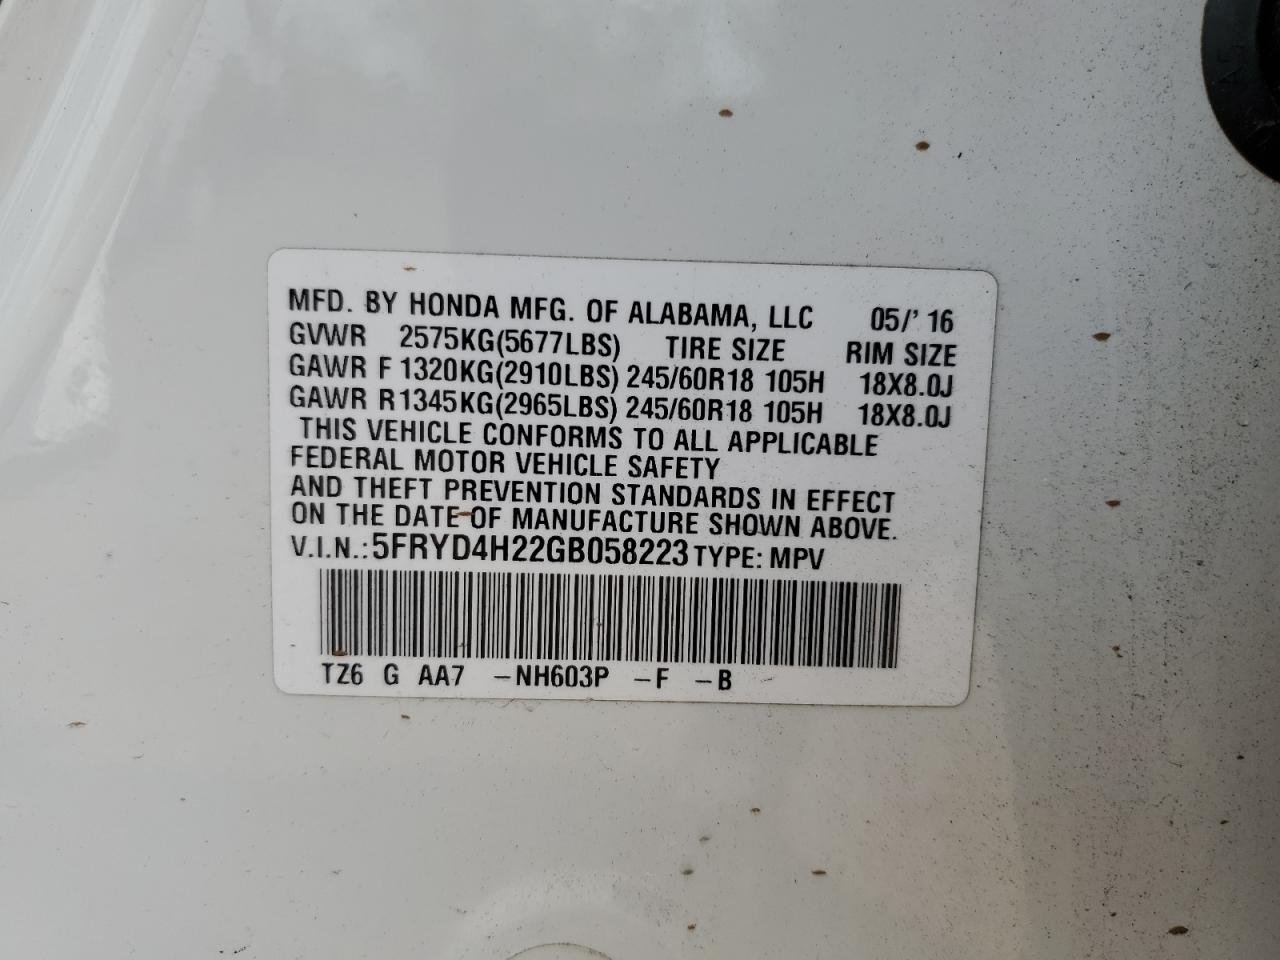 MFD. BY HONDA MFG. OF ALABAMA, LLC 05/'16
GVWR 2575KG(5677LBS) TIRE SIZE RIM SIZE
GAWR F 1320KG(2910LBS) 245/60R18 105H 18X8.0J
GAWR R1345KG(2965LBS) 245/60R18 105H 18X8.0J
THIS VEHICLE CONFORMS TO ALL APPLICABLE
FEDERAL MOTOR VEHICLE SAFETY
AND THEFT PREVENTION STANDARDS IN EFFECT
ON THE DATE OF MANUFACTURE SHOWN ABOVE.
V.I.N.:5FRYD4H22GB058223 TYPE: MPV
TZ6 G AA7 -NH603P -F -B
A5